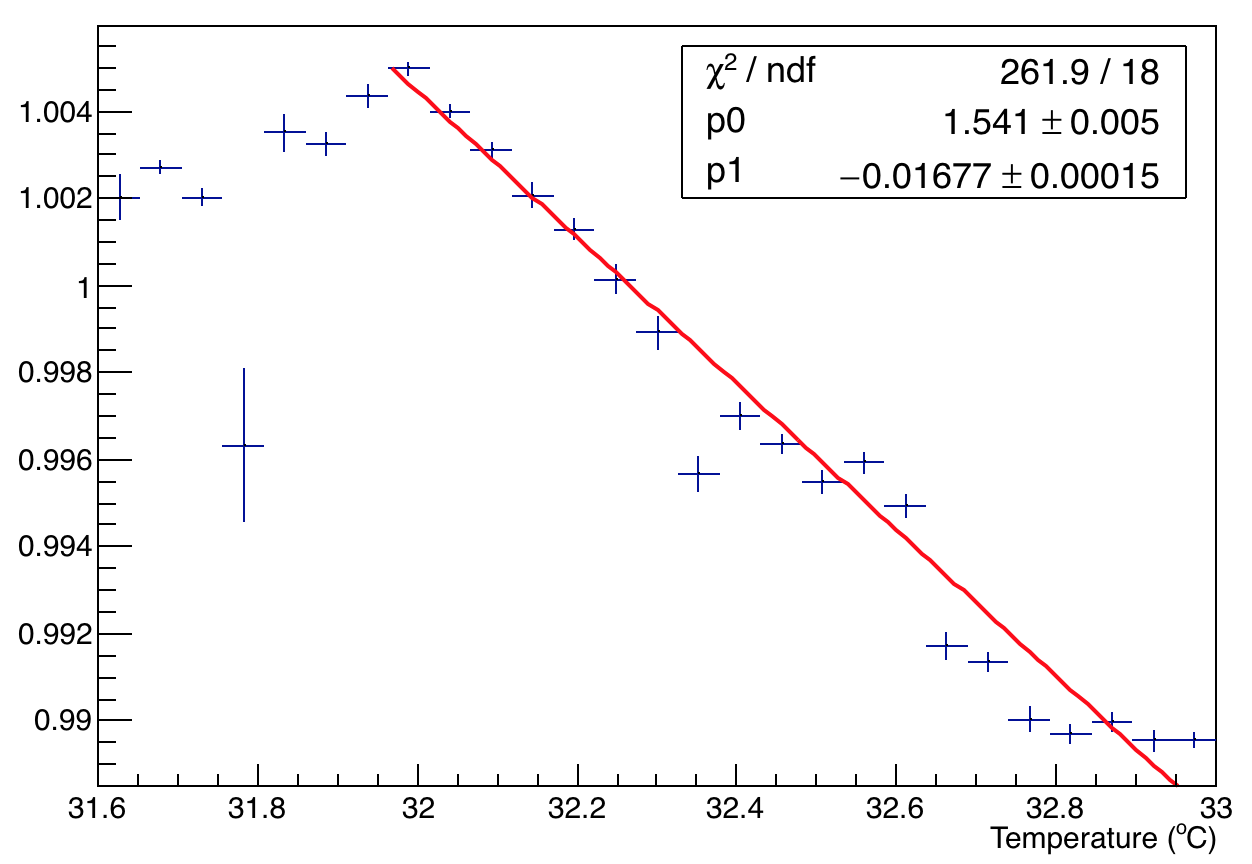 χ² / ndf 261.9 / 18
p0 1.541 ± 0.005
p1 −0.01677 ± 0.00015
1.004
1.002
1
0.998
0.996
0.994
0.992
0.99
31.6 31.8 32 32.2 32.4 32.6 32.8 33
Temperature (°C)